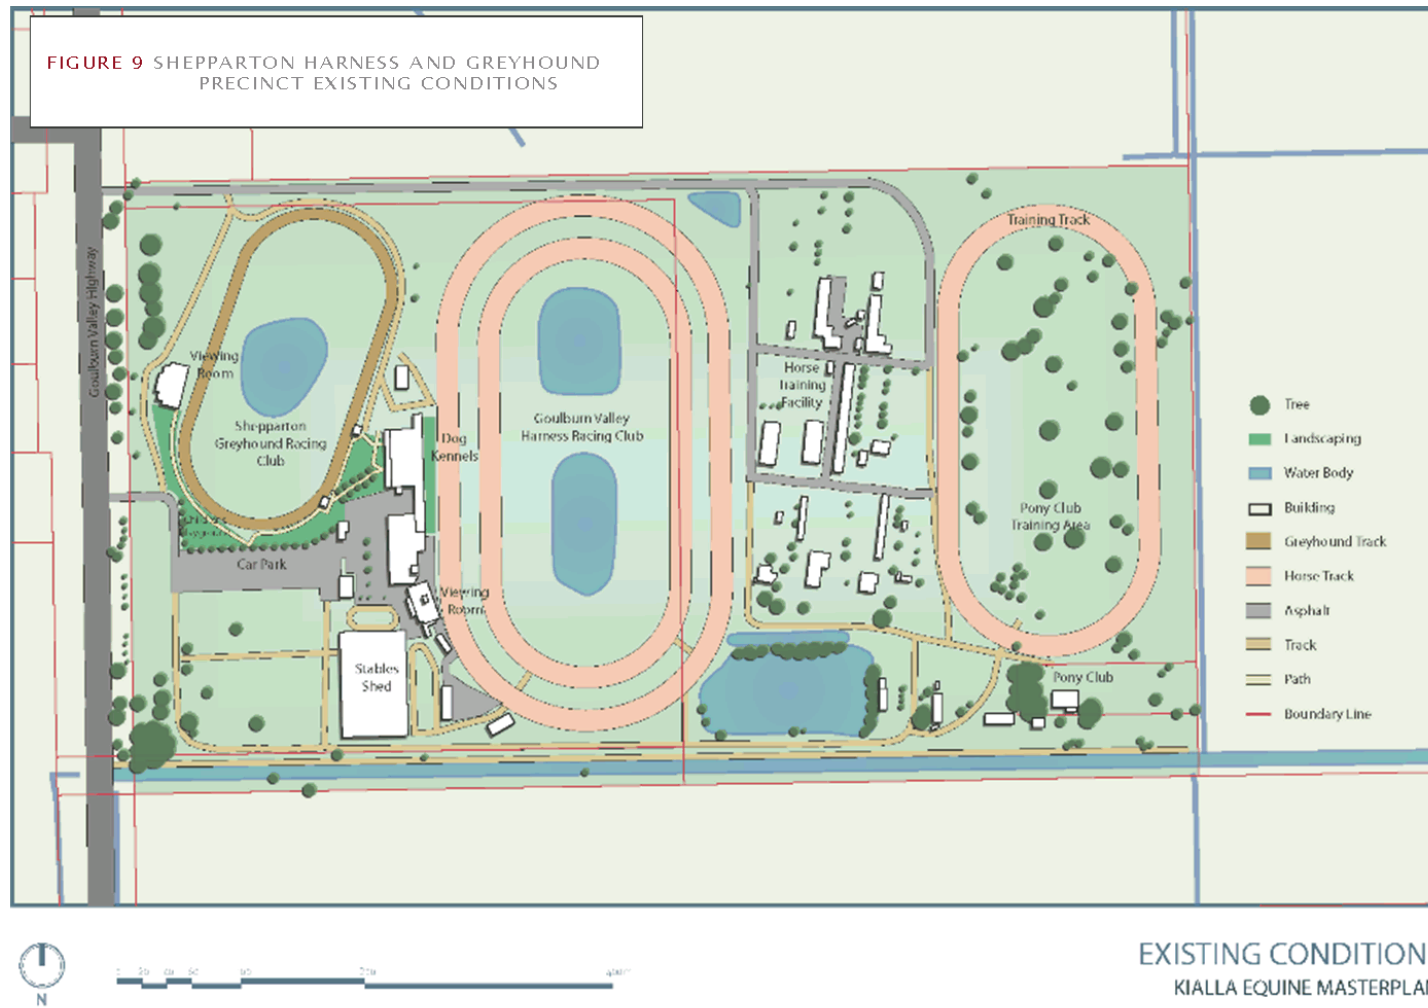 FIGURE 9 SHEPPARTON HARNESS AND GREYHOUND
PRECINCT EXISTING CONDITIONS
Goulburn Valley Highway
Viewing
Room
Shepparton
Greyhound Racing
Club
Car Park
Dog
Kennels
Viewing
Room
Stables
Shed
Goulburn Valley
Harness Racing Club
Horse
Training
Facility
Training Track
Pony Club
Training Area
Pony Club
Tree
Landscaping
Water Body
Building
Greyhound Track
Horse Track
Asphalt
Track
Path
Boundary Line
N
EXISTING CONDITION
KIALLA EQUINE MASTERPLA